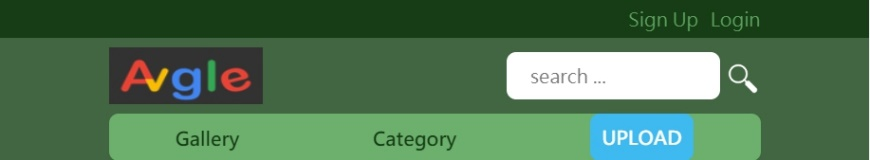 Sign Up Login
Avgle
search ...
Gallery Category UPLOAD